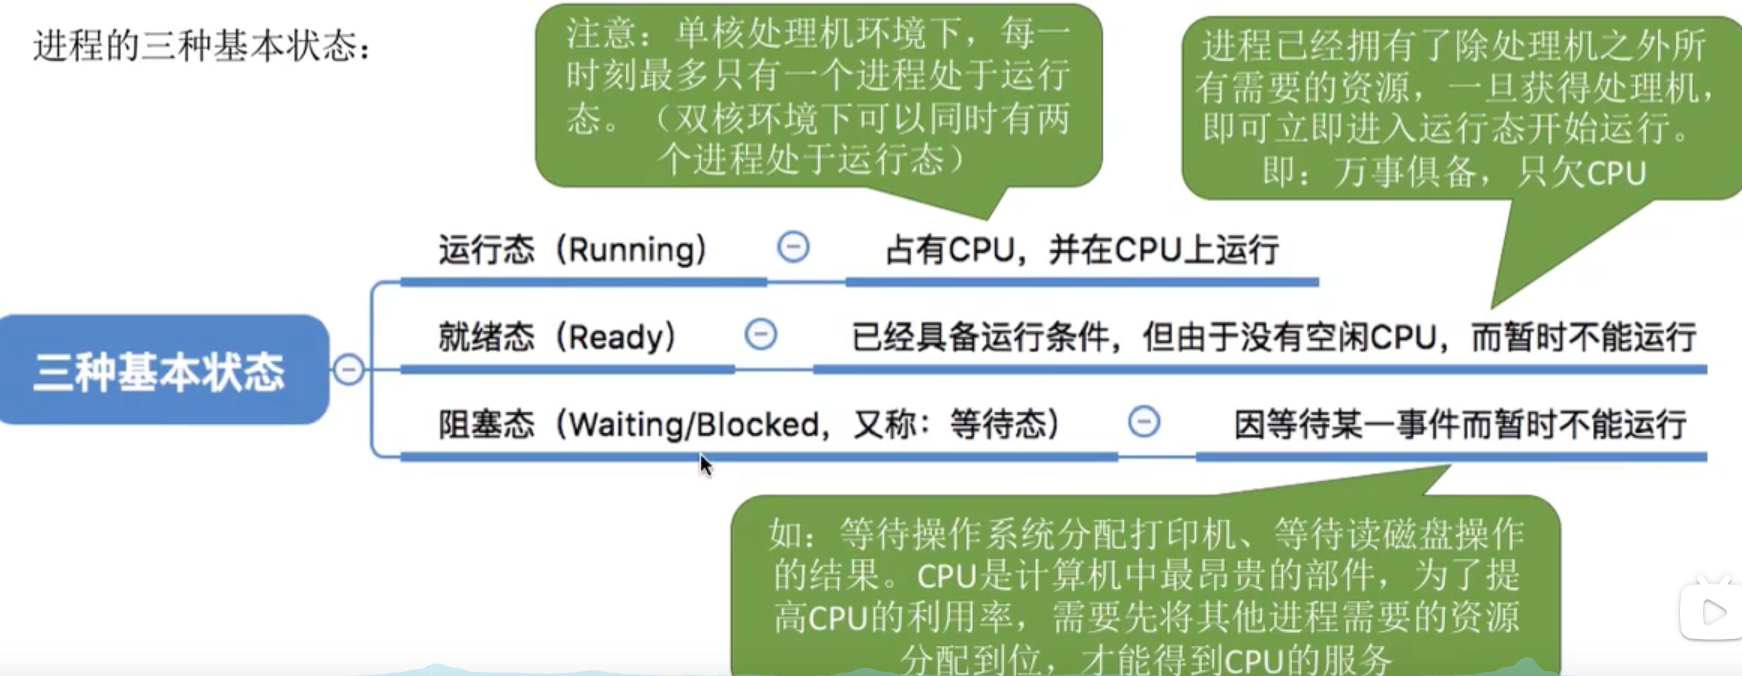 进程的三种基本状态：
注意：单核处理机环境下，每一
时刻最多只有一个进程处于运行
态。（双核环境下可以同时有两
个进程处于运行态）
进程已经拥有了除处理机之外所
有需要的资源，一旦获得处理机，
即可立即进入运行态开始运行。
即：万事俱备，只欠CPU
三种基本状态
运行态（Running）
占有CPU，并在CPU上运行
就绪态（Ready）
已经具备运行条件，但由于没有空闲CPU，而暂时不能运行
阻塞态（Waiting/Blocked，又称：等待态）
因等待某一事件而暂时不能运行
如：等待操作系统分配打印机、等待读磁盘操作
的结果。CPU是计算机中最昂贵的部件，为了提
高CPU的利用率，需要先将其他进程需要的资源
分配到位，才能得到CPU的服务